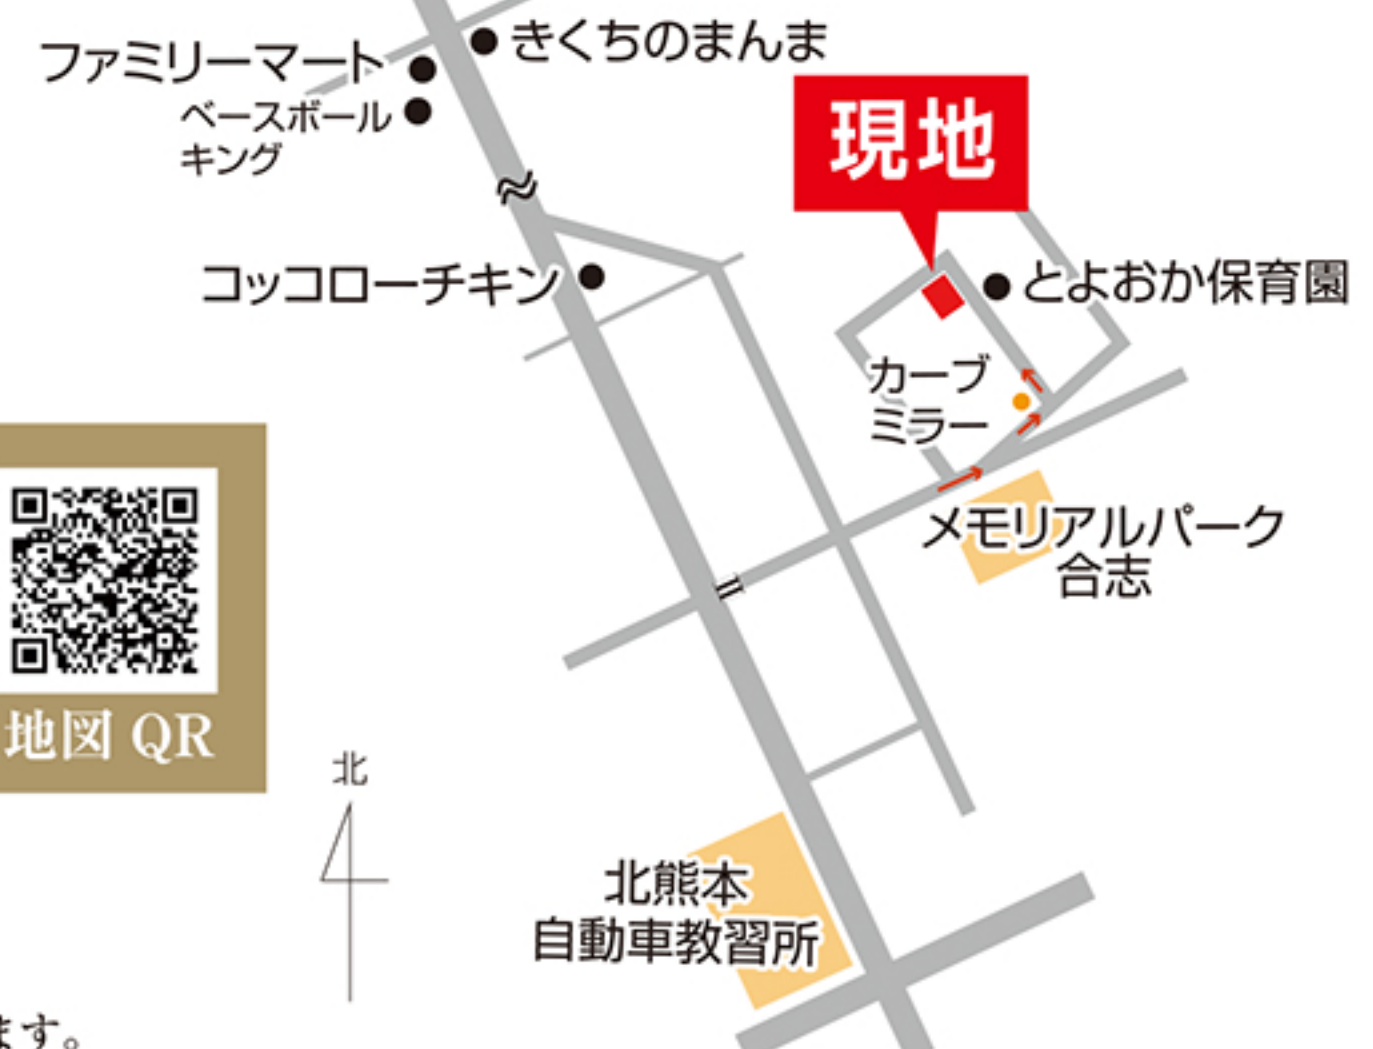 きくちのまんま
ファミリーマート
ベースボール
キング
現地
コッコローチキン
とよおか保育園
カーブ
ミラー
メモリアルパーク
合志
地図 QR
北
北熊本
自動車教習所
ます。